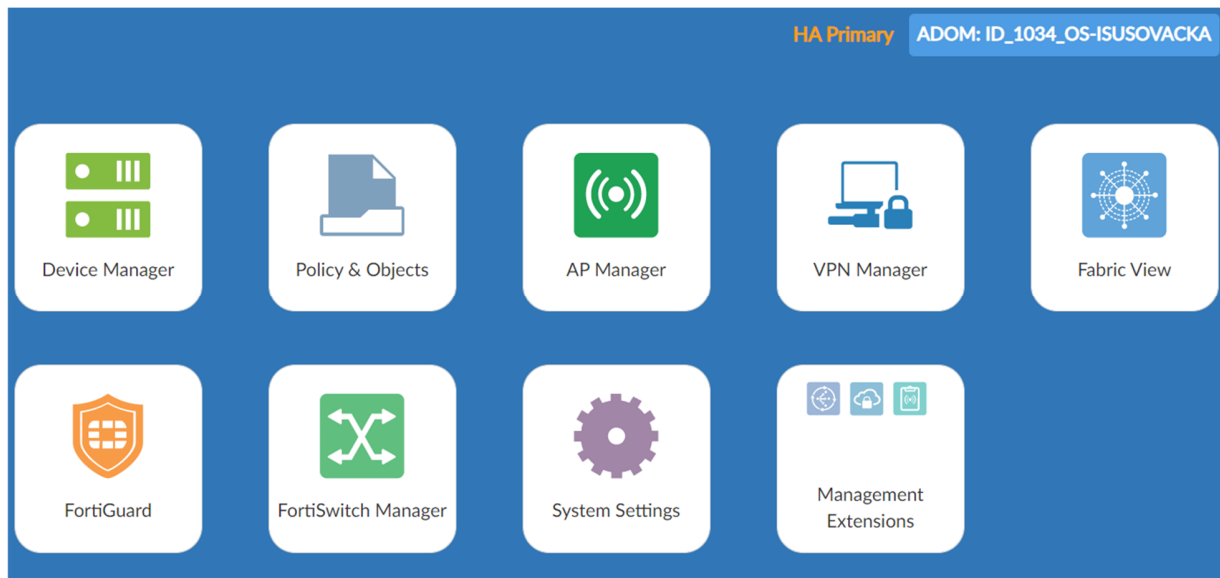 HA Primary
ADOM: ID_1034_OS-ISUSOVACKA
Device Manager
Policy & Objects
AP Manager
VPN Manager
Fabric View
FortiGuard
FortiSwitch Manager
System Settings
Management
Extensions